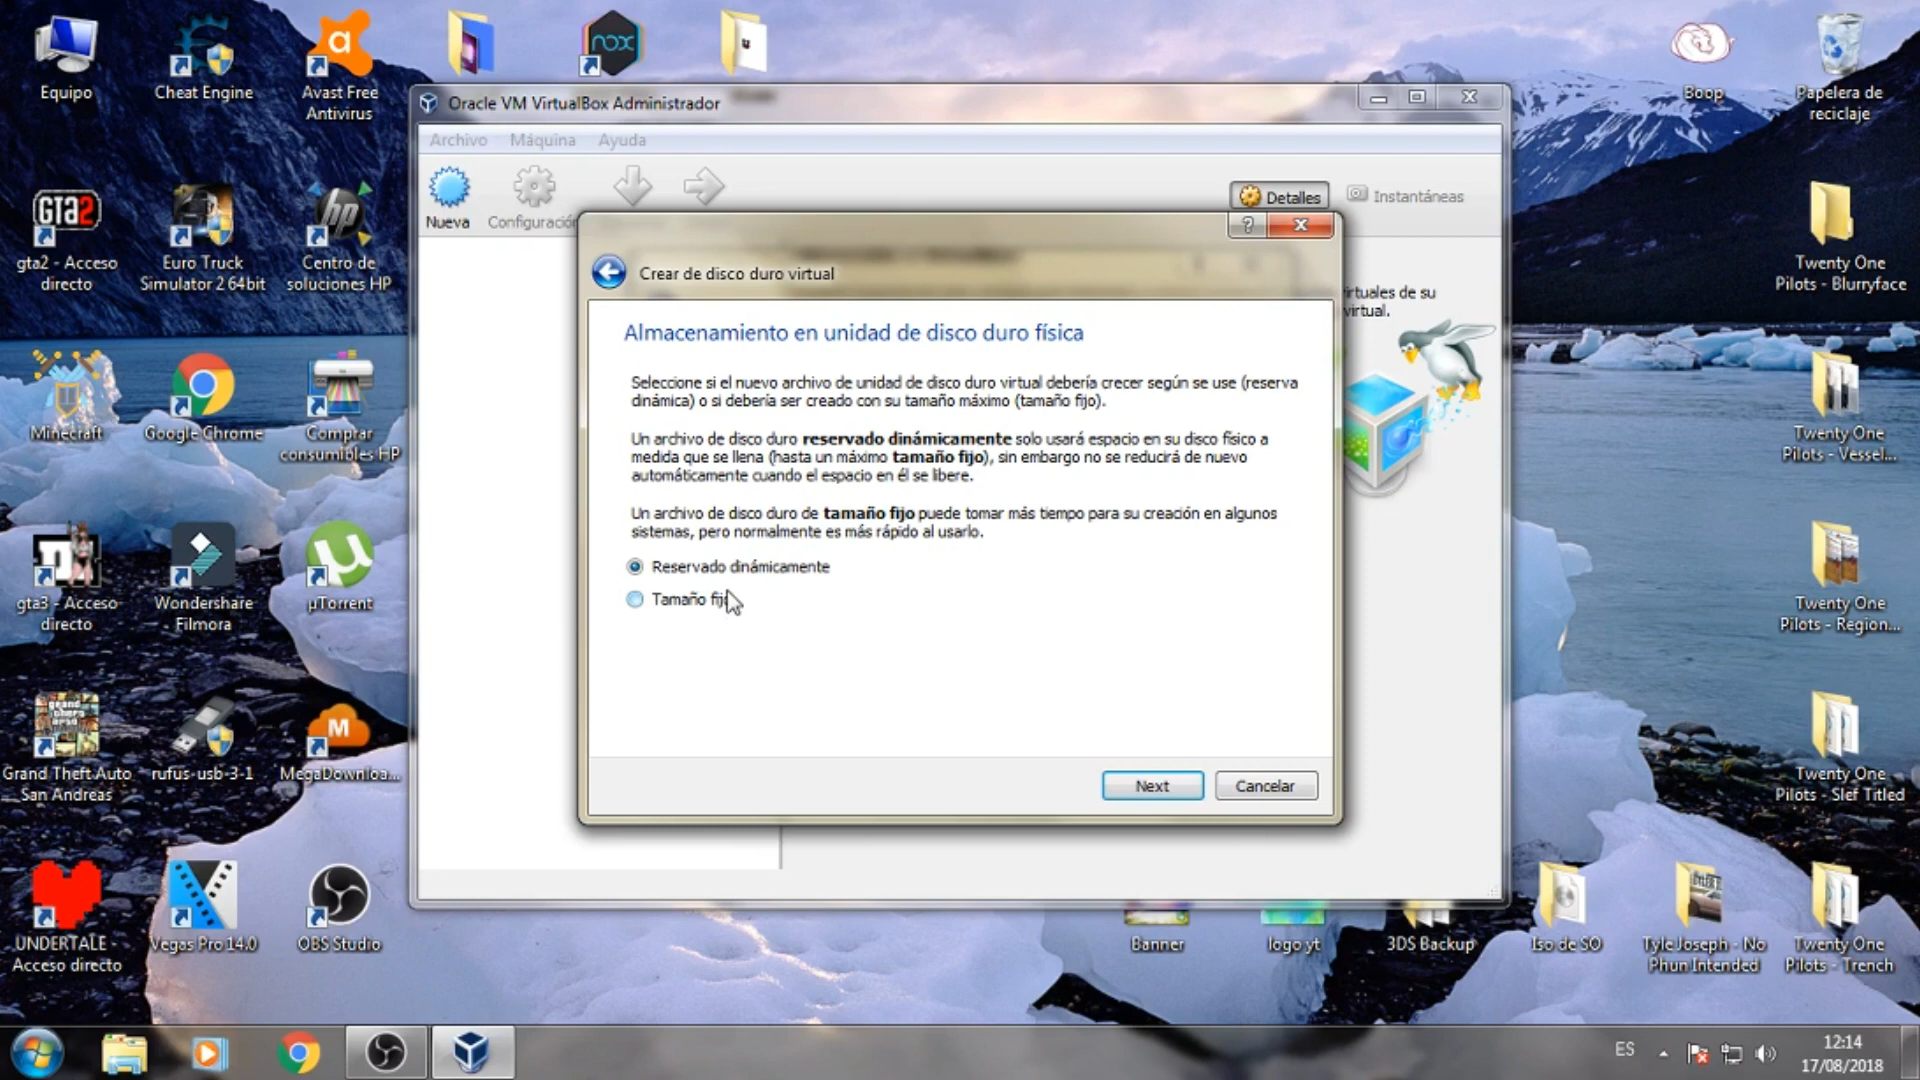 Equipo
Cheat Engine
Avast Free
Antivirus
nox
Boop
Papelera de
reciclaje
Oracle VM VirtualBox Administrador
Archivo Máquina Ayuda
Nueva
Configuración
Detalles
Instantáneas
gta2 - Acceso
directo
Euro Truck
Simulator 2 64bit
Centro de
soluciones HP
Twenty One
Pilots - Blurryface
Crear de disco duro virtual
irtuales de su
virtual.
Almacenamiento en unidad de disco duro física
Seleccione si el nuevo archivo de unidad de disco duro virtual debería crecer según se use (reserva
dinámica) o si debería ser creado con su tamaño máximo (tamaño fijo).
Un archivo de disco duro reservado dinámicamente solo usará espacio en su disco físico a
medida que se llena (hasta un máximo tamaño fijo), sin embargo no se reducirá de nuevo
automáticamente cuando el espacio en él se libere.
Un archivo de disco duro de tamaño fijo puede tomar más tiempo para su creación en algunos
sistemas, pero normalmente es más rápido al usarlo.
Reservado dinámicamente
Tamaño fijo
Next
Cancelar
Minecraft
Google Chrome
Comprar
consumibles HP
Twenty One
Pilots - Vessel...
gta3 - Acceso
directo
Wondershare
Filmora
µTorrent
Twenty One
Pilots - Region...
Grand Theft Auto
San Andreas
rufus-usb-3-1
MegaDownloa...
Twenty One
Pilots - Slef Titled
UNDERTALE -
Acceso directo
Vegas Pro 14.0
OBS Studio
Banner
logo yt
3DS Backup
Iso de SO
Tyle Joseph - No
Phun Intended
Twenty One
Pilots - Trench
ES
12:14
17/08/2018